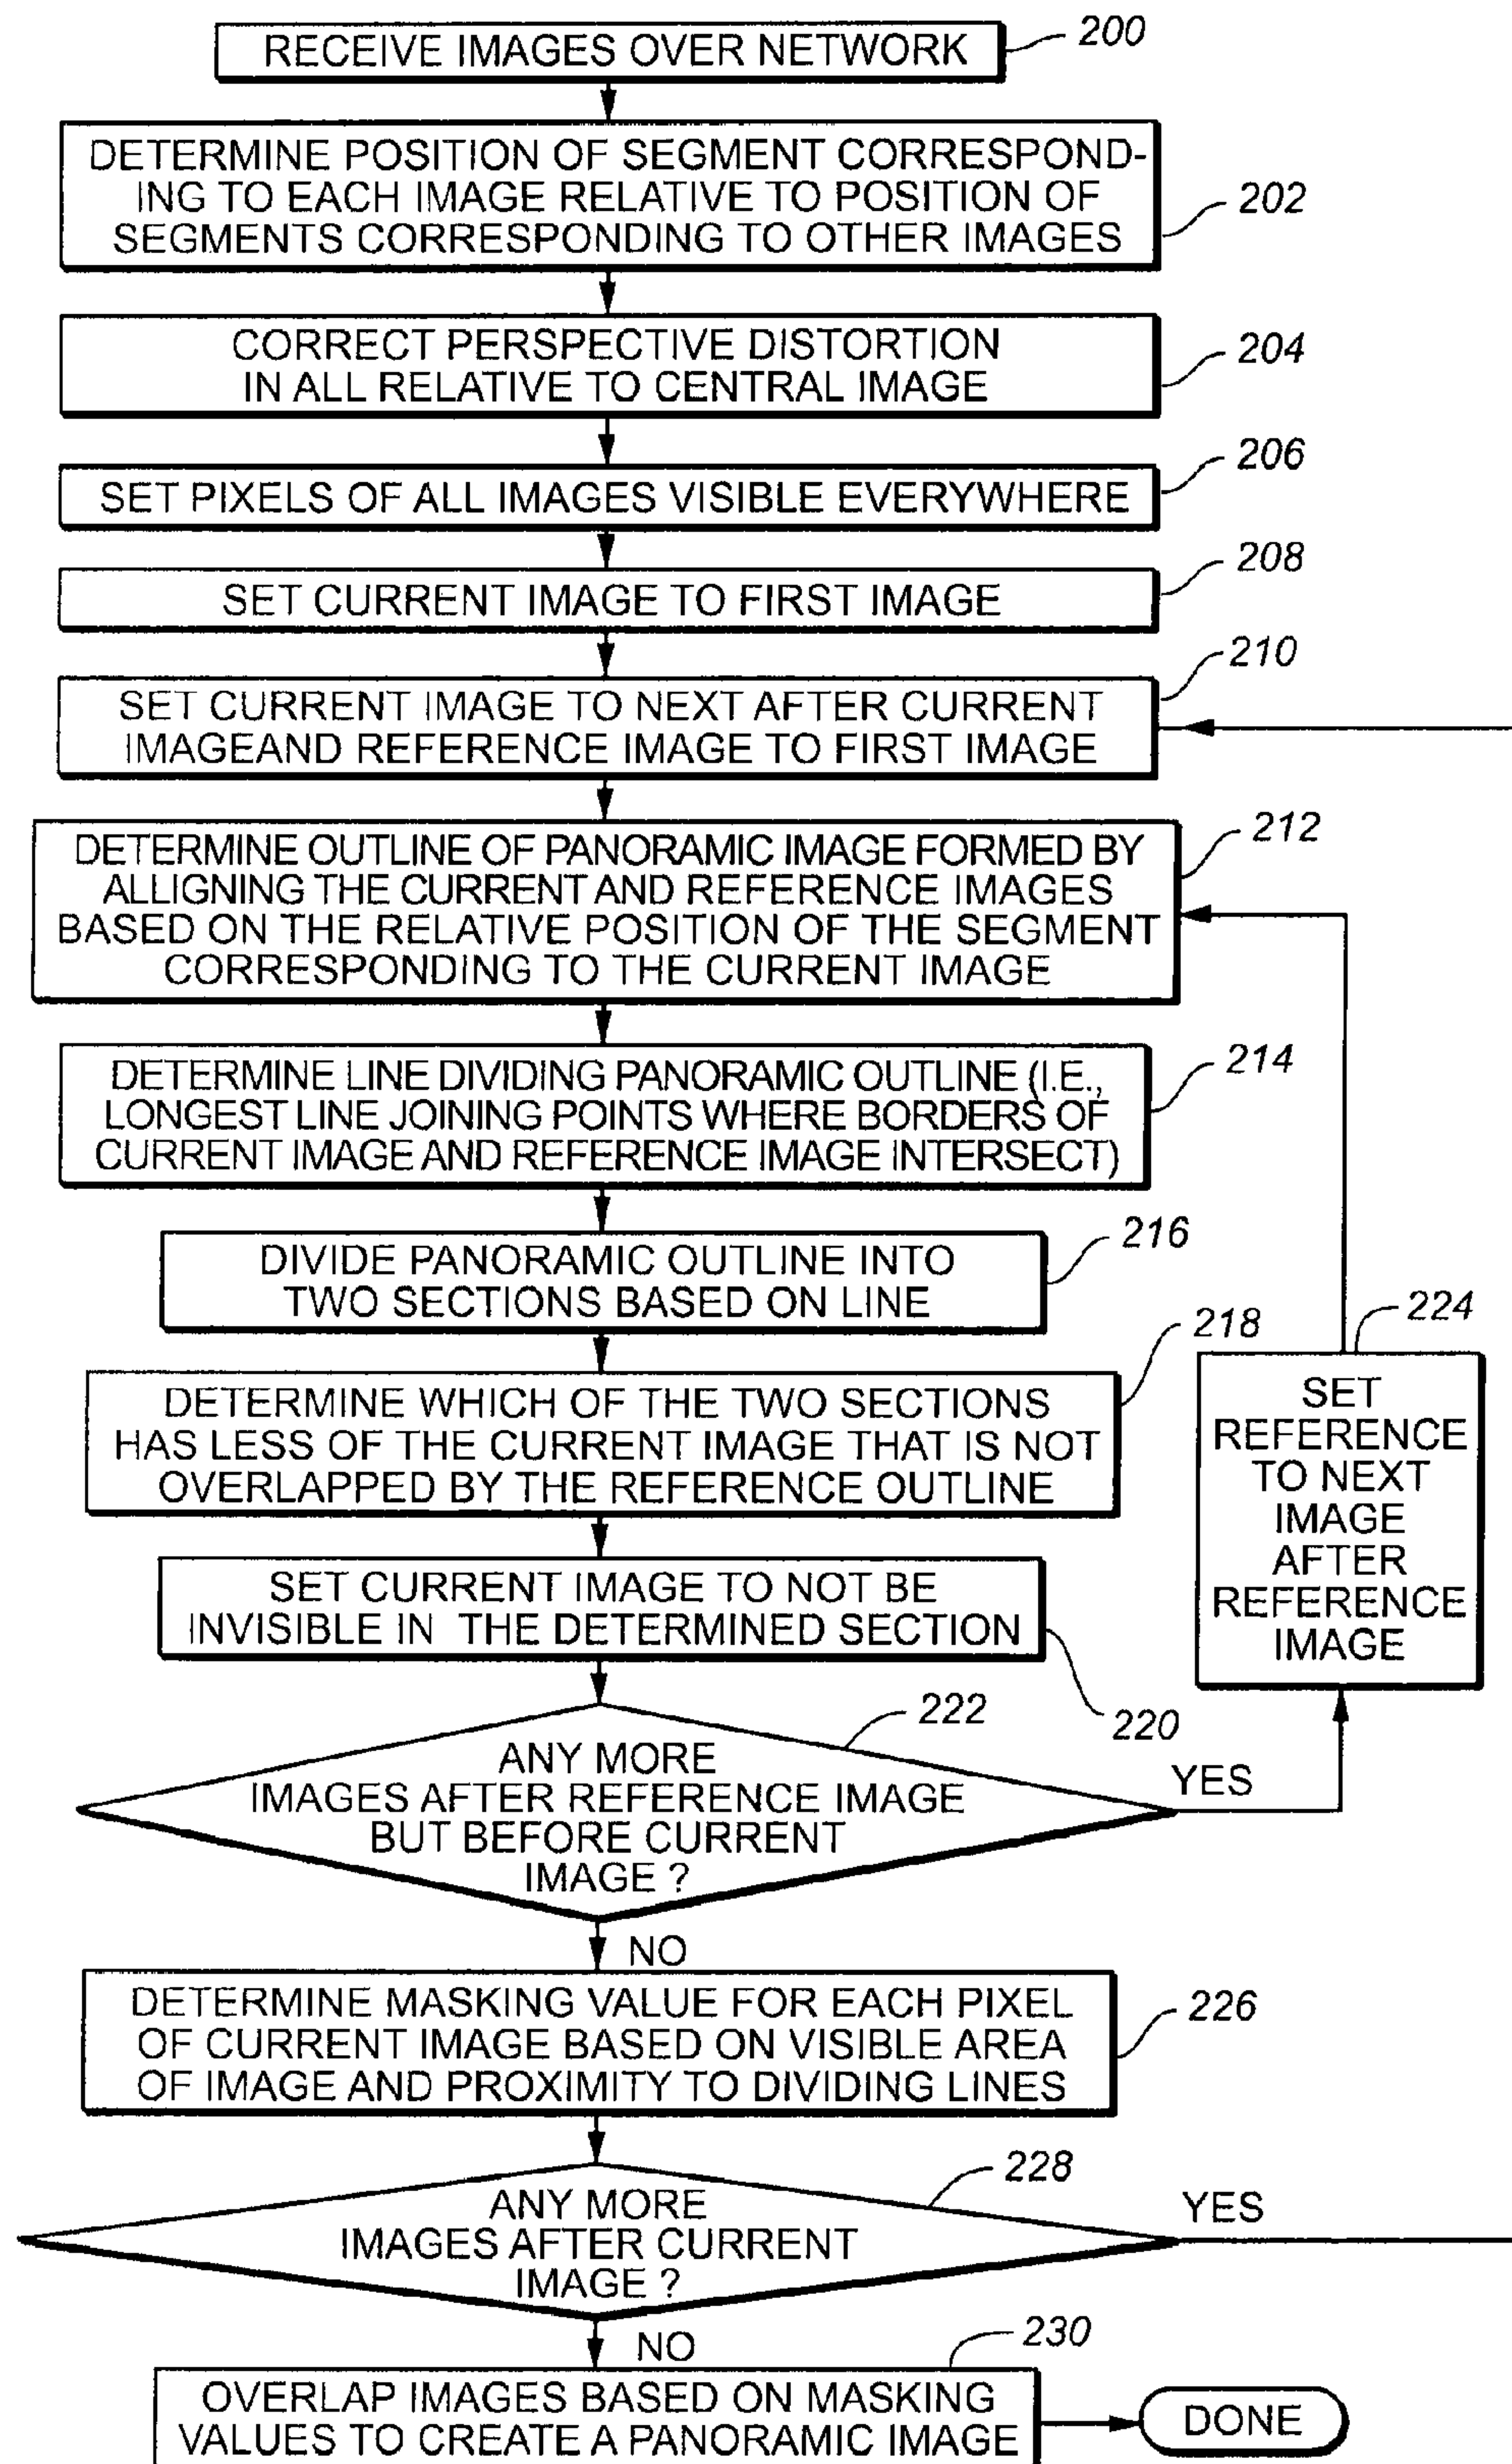 RECEIVE IMAGES OVER NETWORK
200
DETERMINE POSITION OF SEGMENT CORRESPOND-
ING TO EACH IMAGE RELATIVE TO POSITION OF
SEGMENTS CORRESPONDING TO OTHER IMAGES
202
CORRECT PERSPECTIVE DISTORTION
IN ALL RELATIVE TO CENTRAL IMAGE
204
SET PIXELS OF ALL IMAGES VISIBLE EVERYWHERE
206
SET CURRENT IMAGE TO FIRST IMAGE
208
SET CURRENT IMAGE TO NEXT AFTER CURRENT
IMAGEAND REFERENCE IMAGE TO FIRST IMAGE
210
DETERMINE OUTLINE OF PANORAMIC IMAGE FORMED BY
ALLIGNING THE CURRENT AND REFERENCE IMAGES
BASED ON THE RELATIVE POSITION OF THE SEGMENT
CORRESPONDING TO THE CURRENT IMAGE
212
DETERMINE LINE DIVIDING PANORAMIC OUTLINE (I.E.,
LONGEST LINE JOINING POINTS WHERE BORDERS OF
CURRENT IMAGE AND REFERENCE IMAGE INTERSECT)
214
DIVIDE PANORAMIC OUTLINE INTO
TWO SECTIONS BASED ON LINE
216
DETERMINE WHICH OF THE TWO SECTIONS
HAS LESS OF THE CURRENT IMAGE THAT IS NOT
OVERLAPPED BY THE REFERENCE OUTLINE
218
SET CURRENT IMAGE TO NOT BE
INVISIBLE IN THE DETERMINED SECTION
220
ANY MORE
IMAGES AFTER REFERENCE IMAGE
BUT BEFORE CURRENT
IMAGE ?
222
YES
SET
REFERENCE
TO NEXT
IMAGE
AFTER
REFERENCE
IMAGE
224
NO
DETERMINE MASKING VALUE FOR EACH PIXEL
OF CURRENT IMAGE BASED ON VISIBLE AREA
OF IMAGE AND PROXIMITY TO DIVIDING LINES
226
ANY MORE
IMAGES AFTER CURRENT
IMAGE ?
228
YES
NO
OVERLAP IMAGES BASED ON MASKING
VALUES TO CREATE A PANORAMIC IMAGE
230
DONE